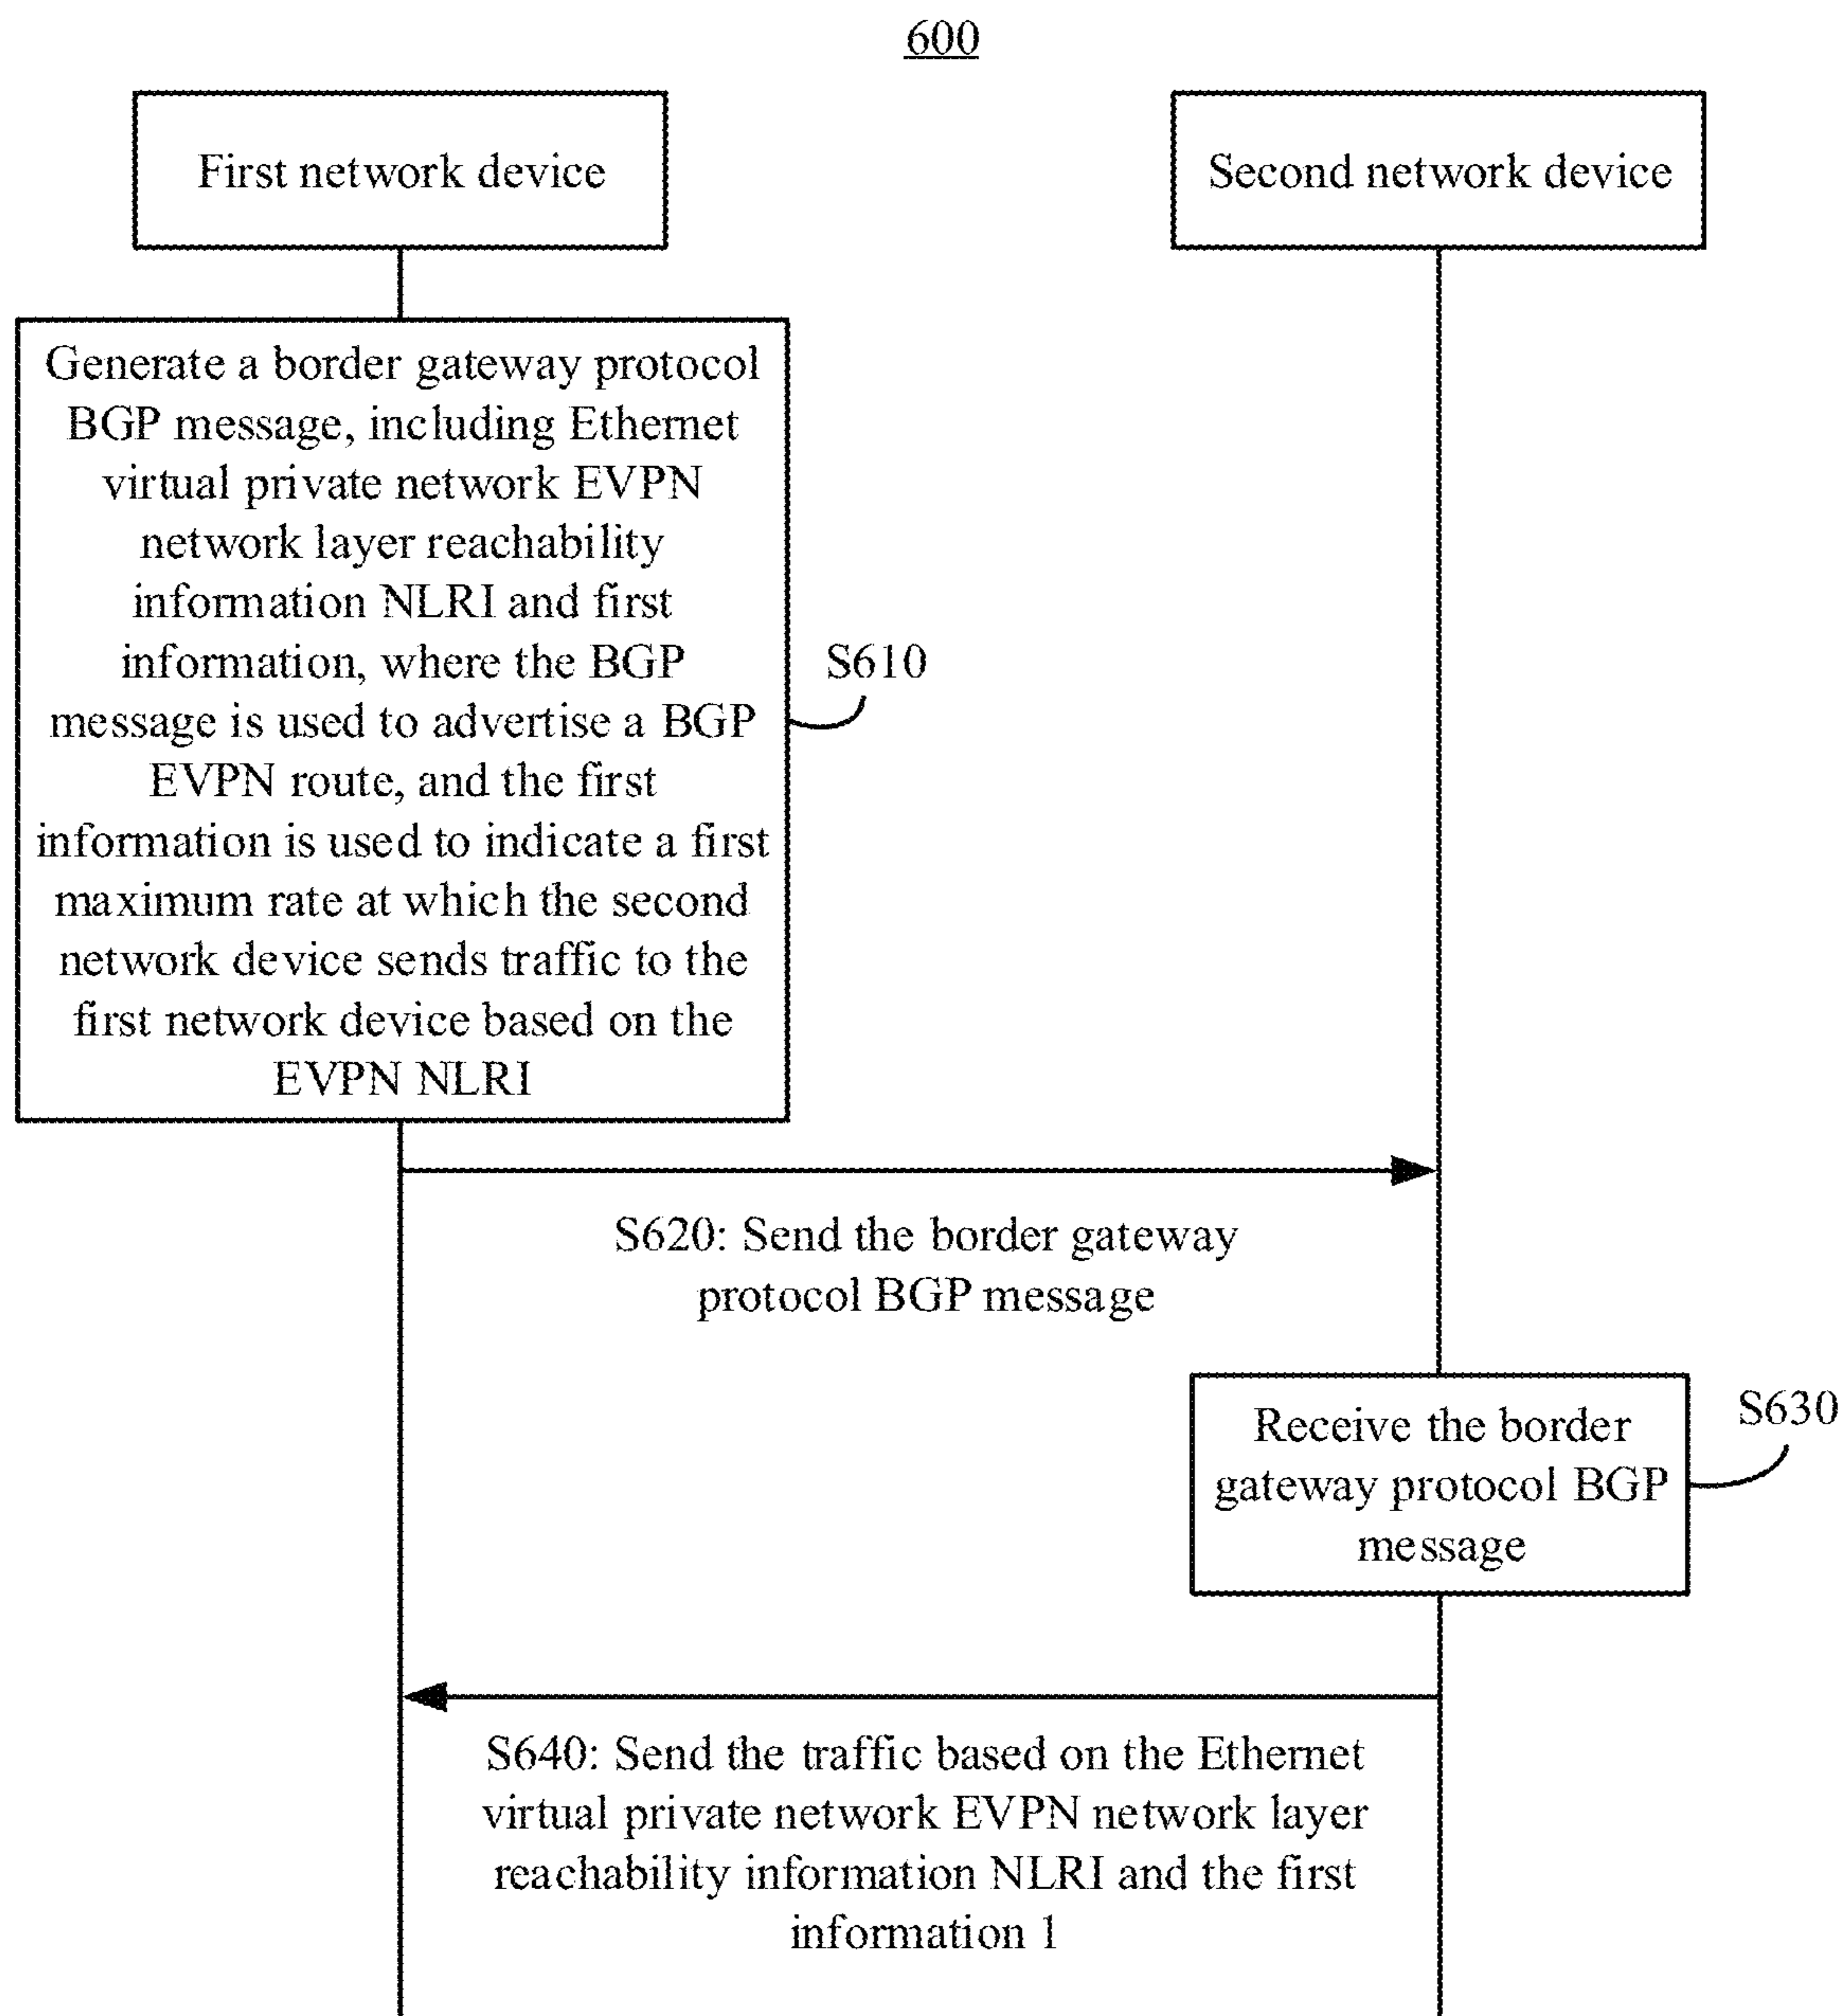 600
First network device
Second network device
Generate a border gateway protocol
BGP message, including Ethernet
virtual private network EVPN
network layer reachability
information NLRI and first
information, where the BGP
message is used to advertise a BGP
EVPN route, and the first
information is used to indicate a first
maximum rate at which the second
network device sends traffic to the
first network device based on the
EVPN NLRI
S610
S620: Send the border gateway
protocol BGP message
Receive the border
gateway protocol BGP
message
S630
S640: Send the traffic based on the Ethernet
virtual private network EVPN network layer
reachability information NLRI and the first
information 1